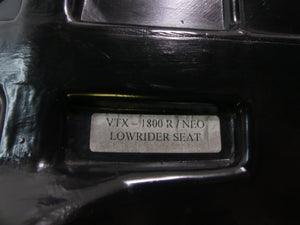 VTX – 1800 R / NEO
LOWRIDER SEAT